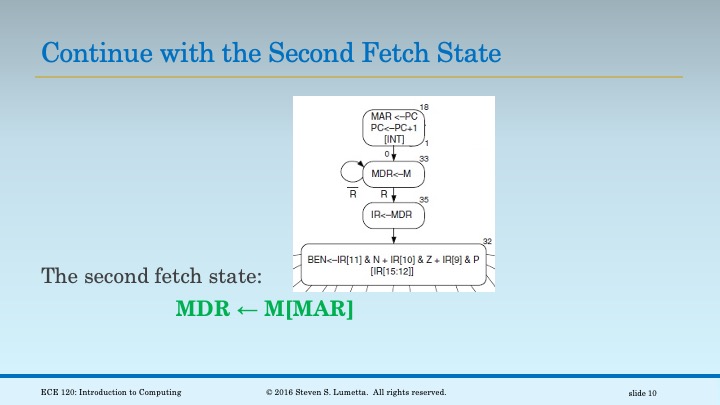 Continue with the Second Fetch State
18
MAR <–PC
PC<–PC+1
[INT]
1
0
33
MDR<–M
R̅
R
35
IR<–MDR
32
BEN<–IR[11] & N + IR[10] & Z + IR[9] & P
[IR[15:12]]
The second fetch state:
MDR ← M[MAR]
ECE 120: Introduction to Computing
© 2016 Steven S. Lumetta. All rights reserved.
slide 10